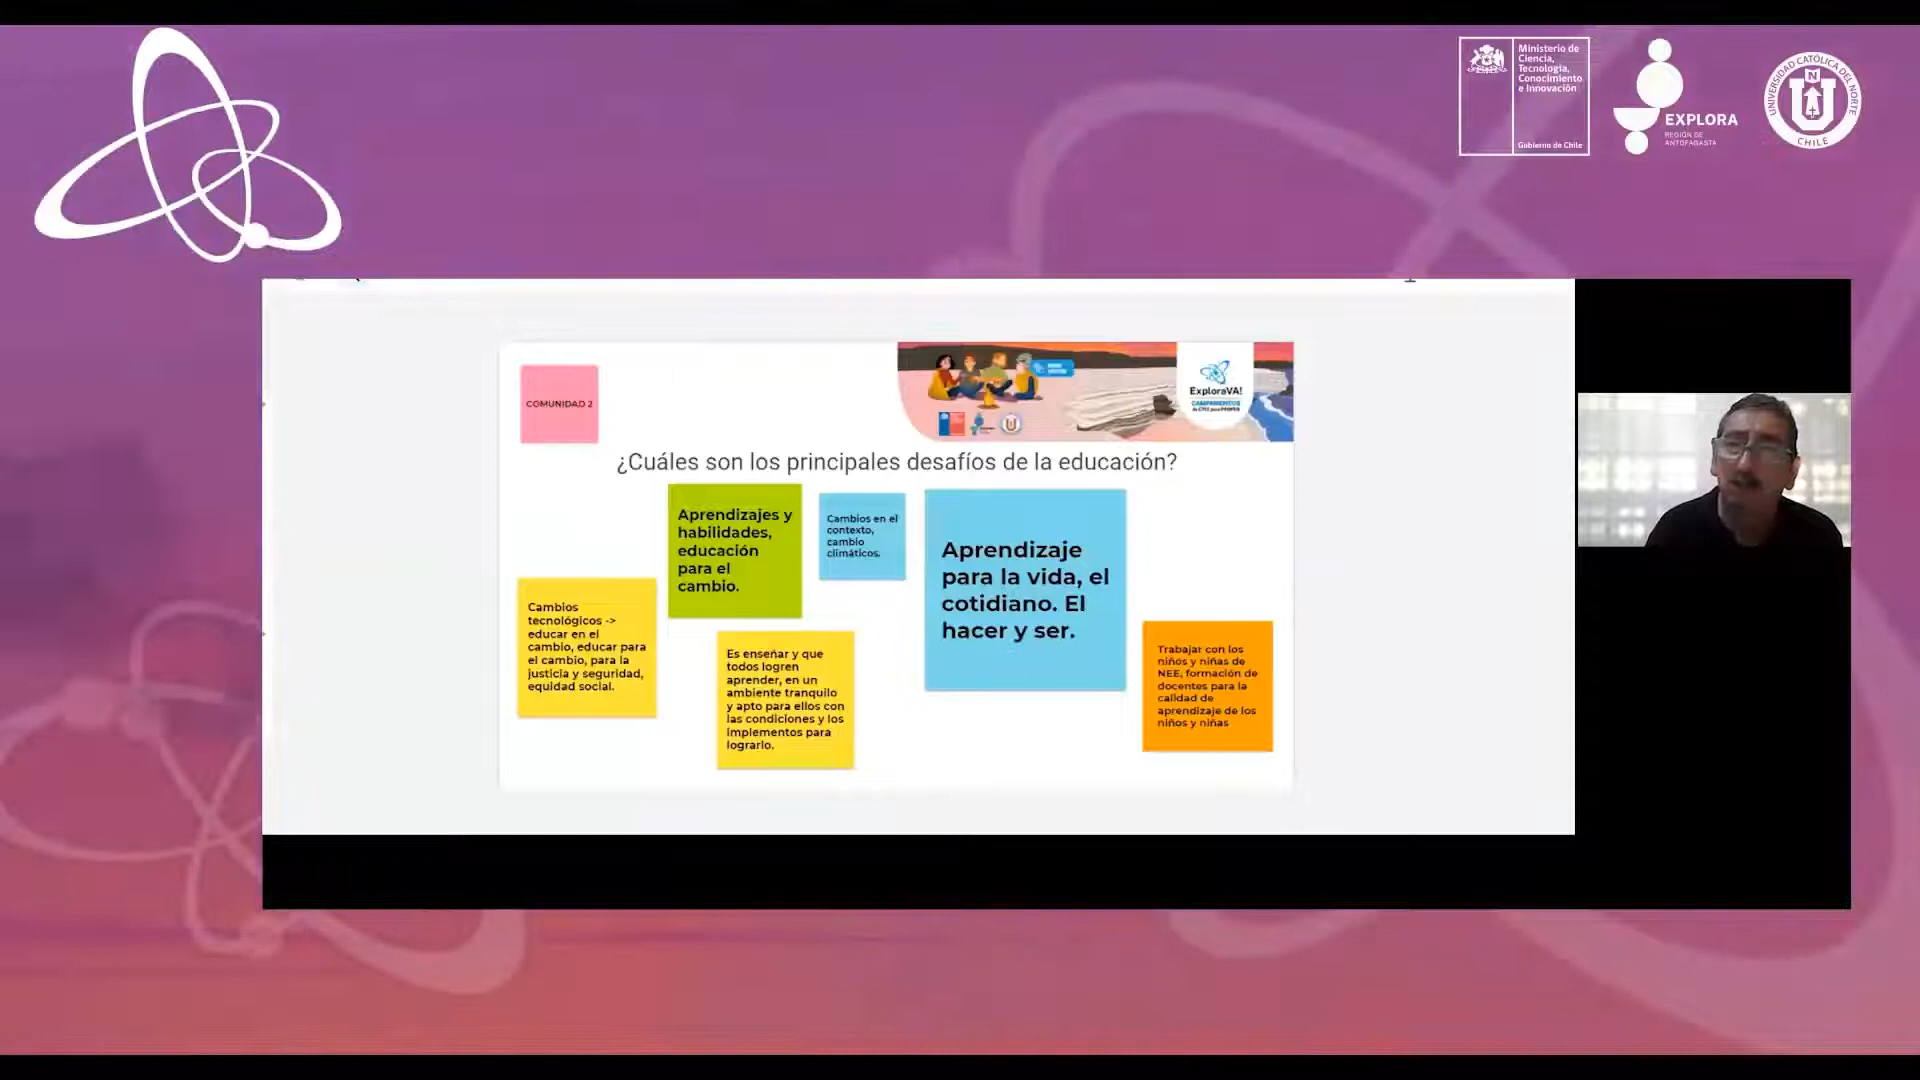 Ministerio de
Ciencia,
Tecnología,
Conocimiento
e Innovación
Gobierno de Chile
EXPLORA
REGIÓN DE
ANTOFAGASTA
UNIVERSIDAD CATÓLICA DEL NORTE
N
CHILE
COMUNIDAD 2
ExploraVA!
CAMPAMENTOS
de CTCI para PROFES
¿Cuáles son los principales desafíos de la educación?
Aprendizajes y
habilidades,
educación
para el
cambio.
Cambios en el
contexto,
cambio
climáticos.
Aprendizaje
para la vida, el
cotidiano. El
hacer y ser.
Cambios
tecnológicos ->
educar en el
cambio, educar para
el cambio, para la
justicia y seguridad,
equidad social.
Es enseñar y que
todos logren
aprender, en un
ambiente tranquilo
y apto para ellos con
las condiciones y los
implementos para
lograrlo.
Trabajar con los
niños y niñas de
NEE, formación de
docentes para la
calidad de
aprendizaje de los
niños y niñas